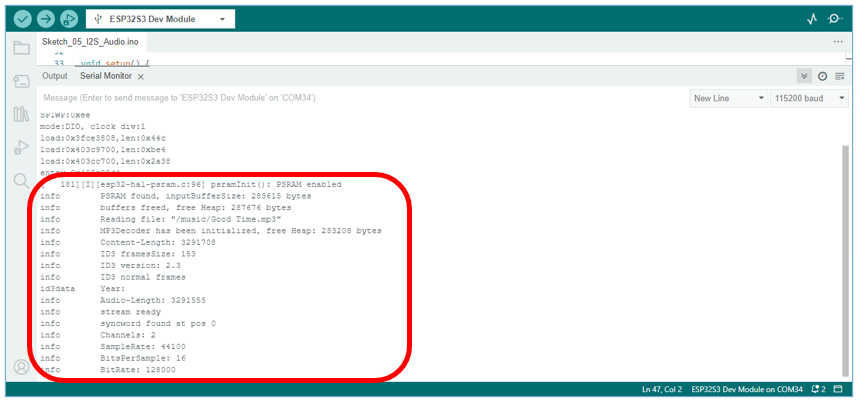 ESP32S3 Dev Module
Sketch_05_I2S_Audio.ino
32
33 void setup() {
Output Serial Monitor
Message (Enter to send message to 'ESP32S3 Dev Module' on 'COM34')
New Line
115200 baud
SPIWP:0xee
mode:DIO, clock div:1
load:0x3fce3808,len:0x44c
load:0x403c9700,len:0xbe4
load:0x403cc700,len:0x2a38
181][I][esp32-hal-psram.c:96] psramInit(): PSRAM enabled
info PSRAM found, inputBufferSize: 283615 bytes
info buffers freed, free Heap: 287676 bytes
info Reading file: "/music/Good Time.mp3"
info MP3Decoder has been initialized, free Heap: 283208 bytes
info Content-Length: 3291708
info ID3 framesSize: 153
info ID3 version: 2.3
info ID3 normal frames
id3data Year:
info Audio-Length: 3291555
info stream ready
info syncword found at pos 0
info Channels: 2
info SampleRate: 44100
info BitsPerSample: 16
info BitRate: 128000
Ln 47, Col 2 ESP32S3 Dev Module on COM34 2